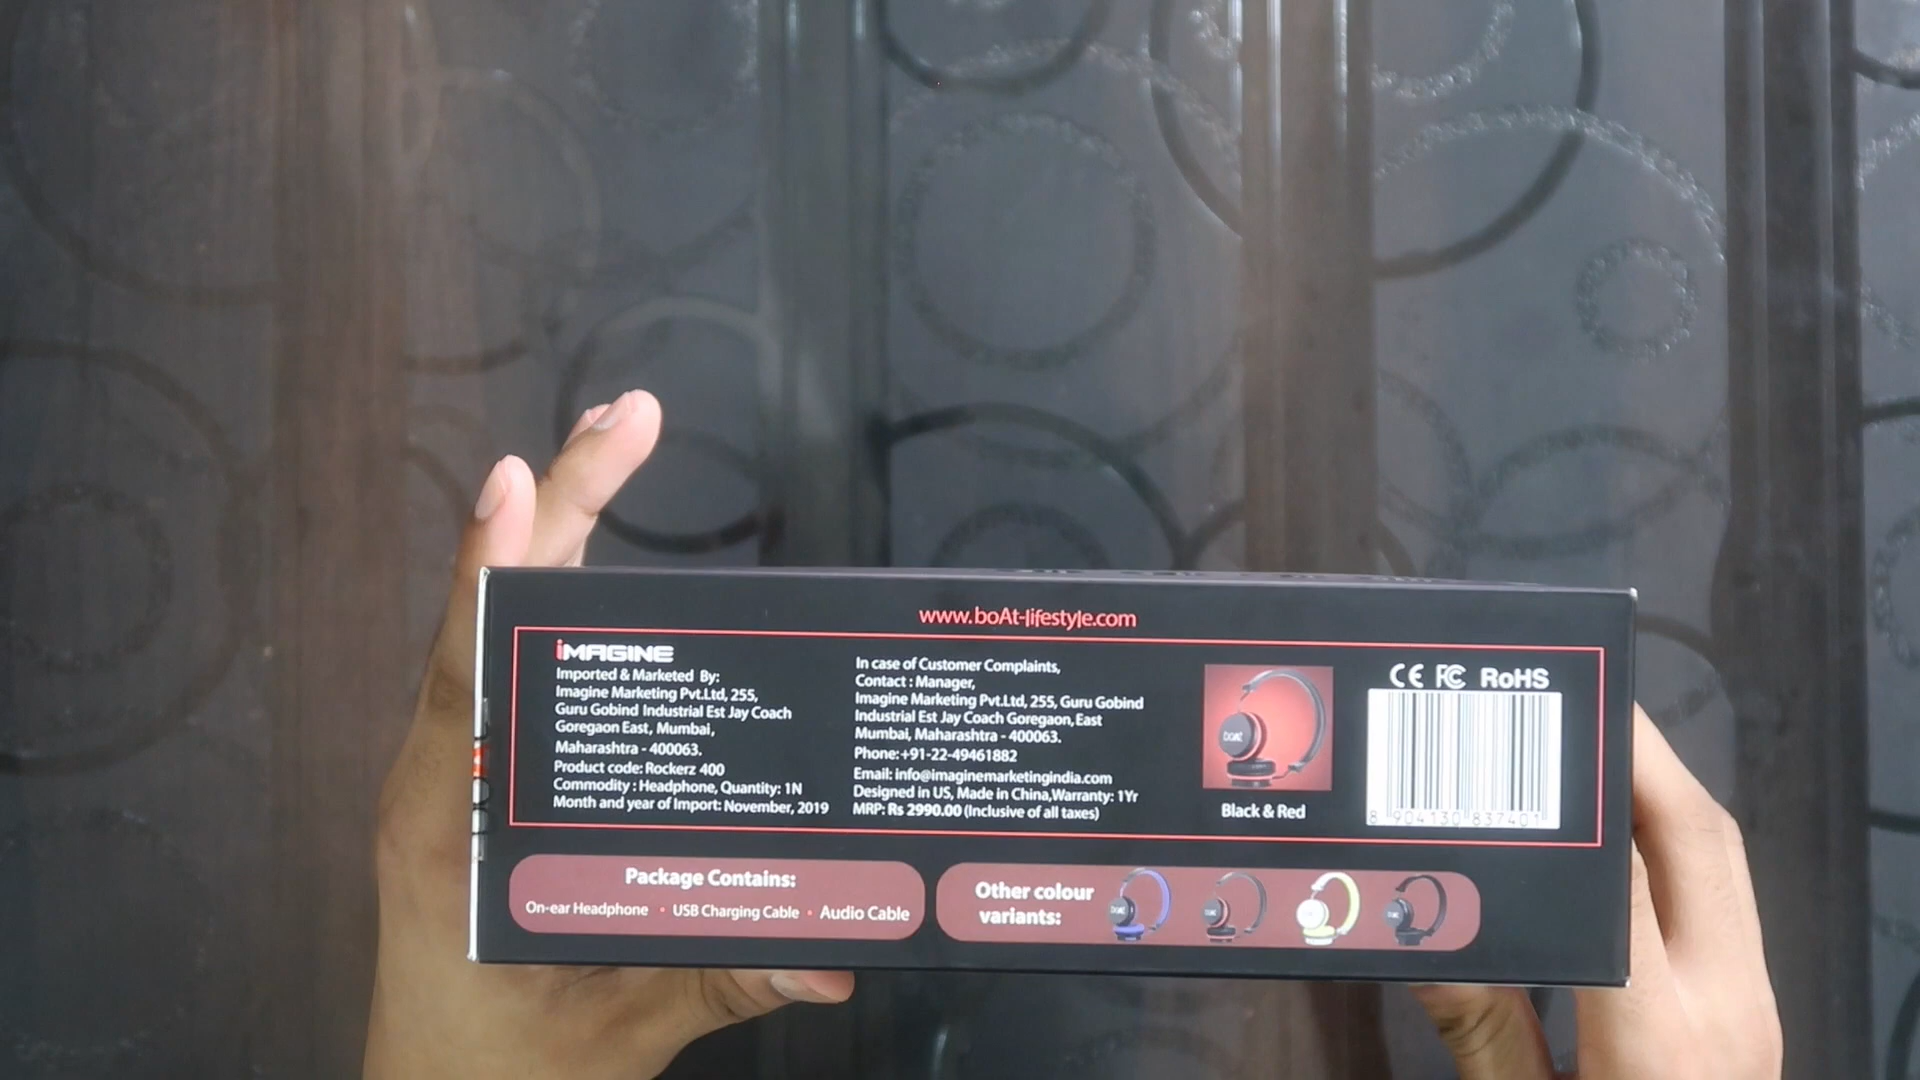 www.boAt-lifestyle.com
iMAGINE
Imported & Marketed By:
Imagine Marketing Pvt.Ltd, 255,
Guru Gobind Industrial Est Jay Coach
Goregaon East, Mumbai,
Maharashtra - 400063.
Product code: Rockerz 400
Commodity : Headphone, Quantity: 1N
Month and year of Import: November, 2019
In case of Customer Complaints,
Contact : Manager,
Imagine Marketing Pvt.Ltd, 255, Guru Gobind
Industrial Est Jay Coach Goregaon, East
Mumbai, Maharashtra - 400063.
Phone:+91-22-49461882
Email: info@imaginemarketingindia.com
Designed in US, Made in China,Warranty: 1Yr
MRP: Rs 2990.00 (Inclusive of all taxes)
boAt
Black & Red
CE FC RoHS
8 904130 837401
Package Contains:
On-ear Headphone • USB Charging Cable • Audio Cable
Other colour
variants: